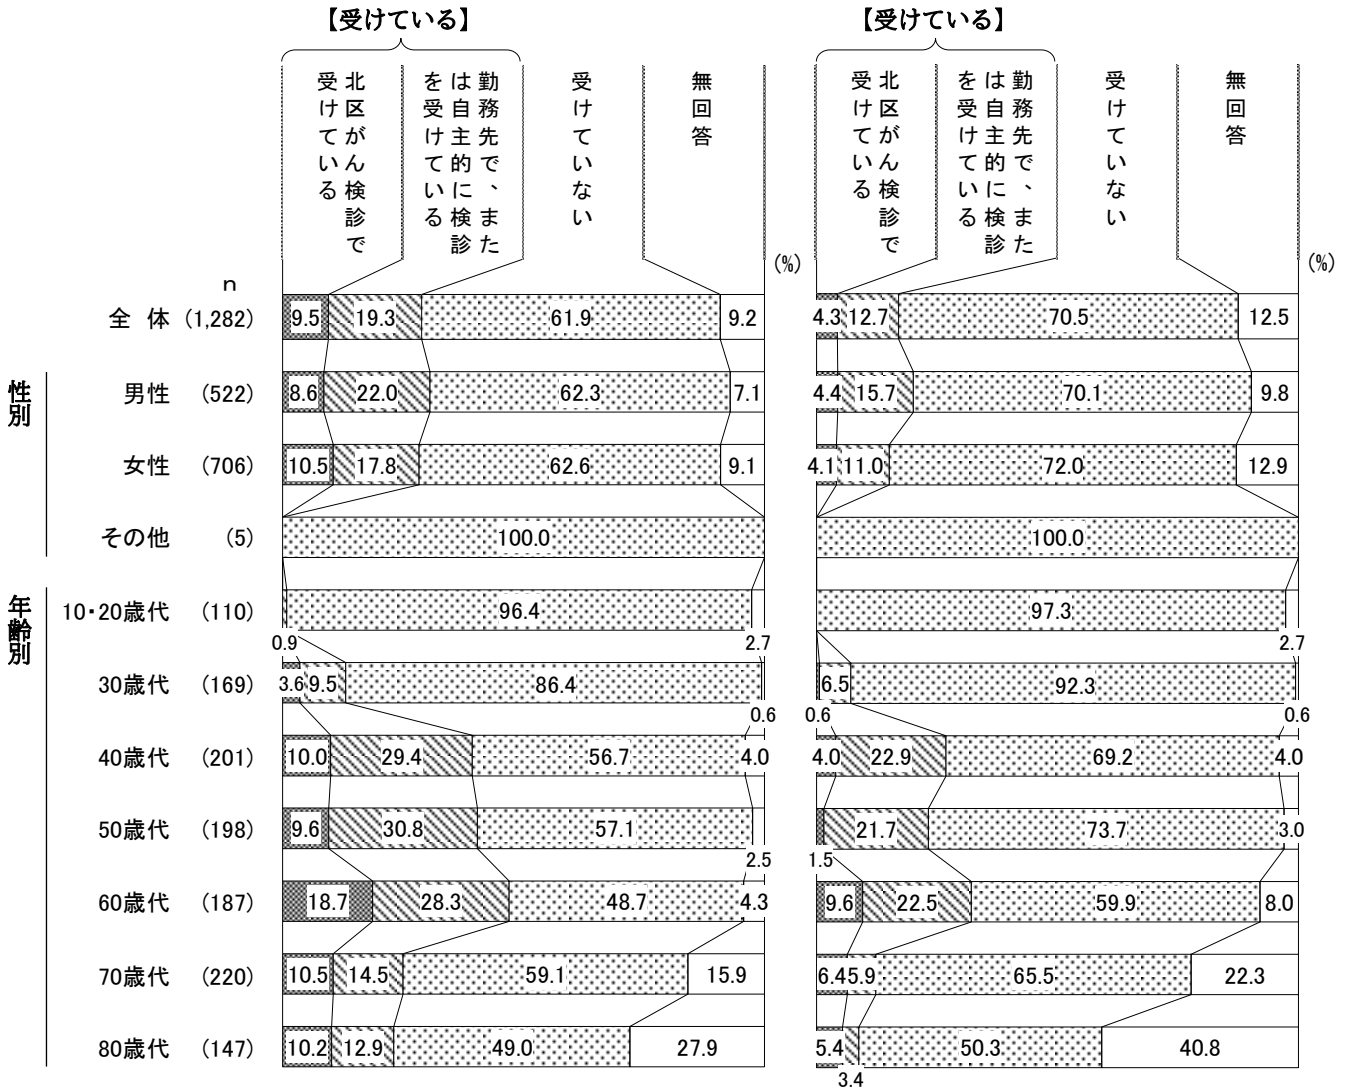 【受けている】
【受けている】
北区がん検診で
受けている
勤務先で、また
は自主的に検診
を受けている
受けていない
無回答
北区がん検診で
受けている
勤務先で、また
は自主的に検診
を受けている
受けていない
無回答
(%)
(%)
n
全 体 (1,282) 9.5 19.3 61.9 9.2 4.3 12.7 70.5 12.5
性別
男性 (522) 8.6 22.0 62.3 7.1 4.4 15.7 70.1 9.8
女性 (706) 10.5 17.8 62.6 9.1 4.1 11.0 72.0 12.9
その他 (5) 100.0 100.0
年齢別
10・20歳代 (110) 96.4 97.3
0.9 2.7 2.7
30歳代 (169) 3.6 9.5 86.4 6.5 92.3
0.6 0.6 0.6
40歳代 (201) 10.0 29.4 56.7 4.0 4.0 22.9 69.2 4.0
50歳代 (198) 9.6 30.8 57.1 21.7 73.7 3.0
2.5 1.5
60歳代 (187) 18.7 28.3 48.7 4.3 9.6 22.5 59.9 8.0
70歳代 (220) 10.5 14.5 59.1 15.9 6.4 5.9 65.5 22.3
80歳代 (147) 10.2 12.9 49.0 27.9 5.4 50.3 40.8
3.4